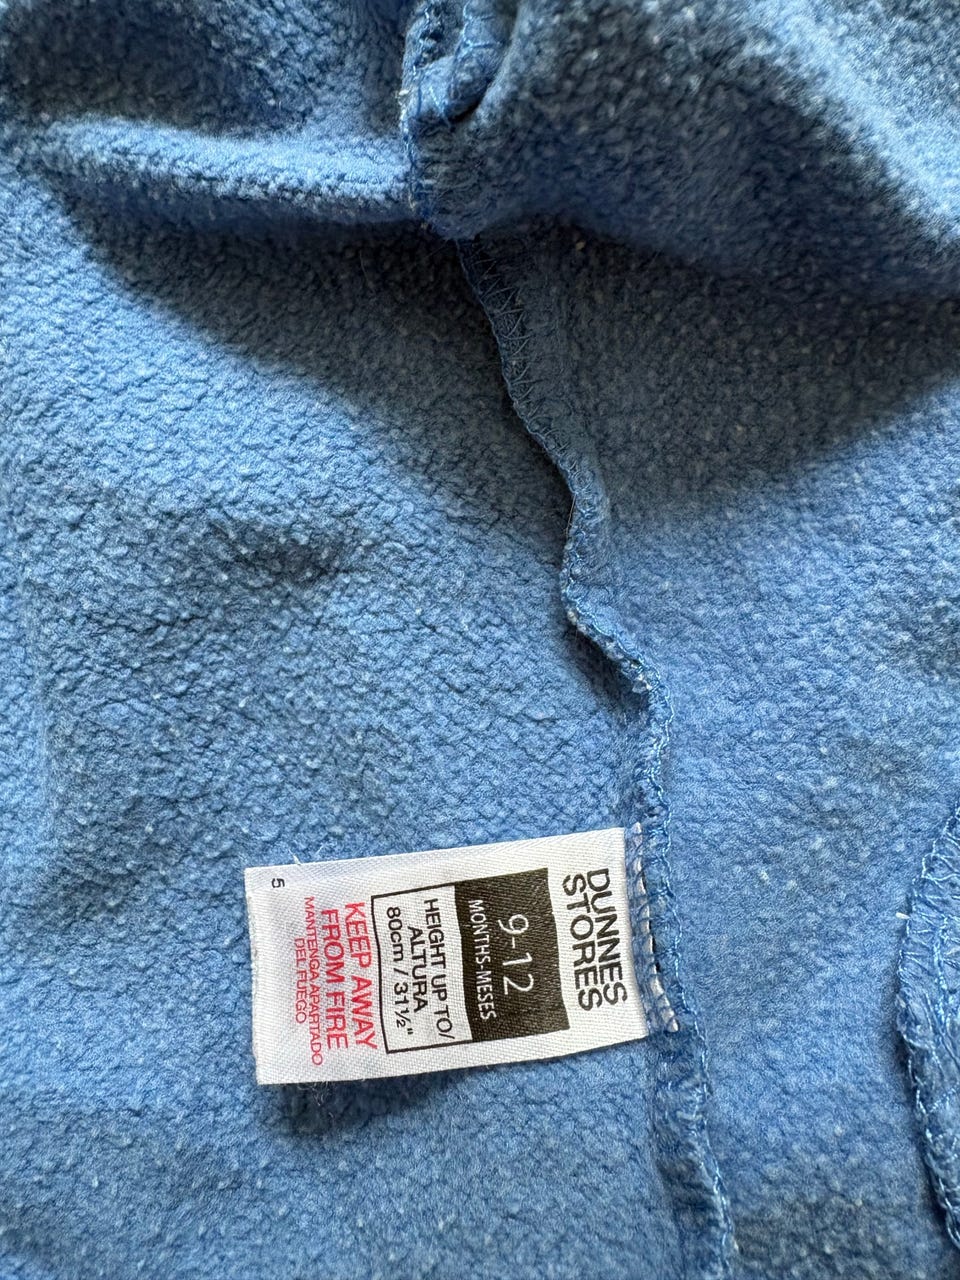 DUNNES
STORES
9-12
MONTHS-MESES
HEIGHT UP TO/
ALTURA
80cm / 31½"
KEEP AWAY
FROM FIRE
MANTENGA APARTADO
DEL FUEGO
5